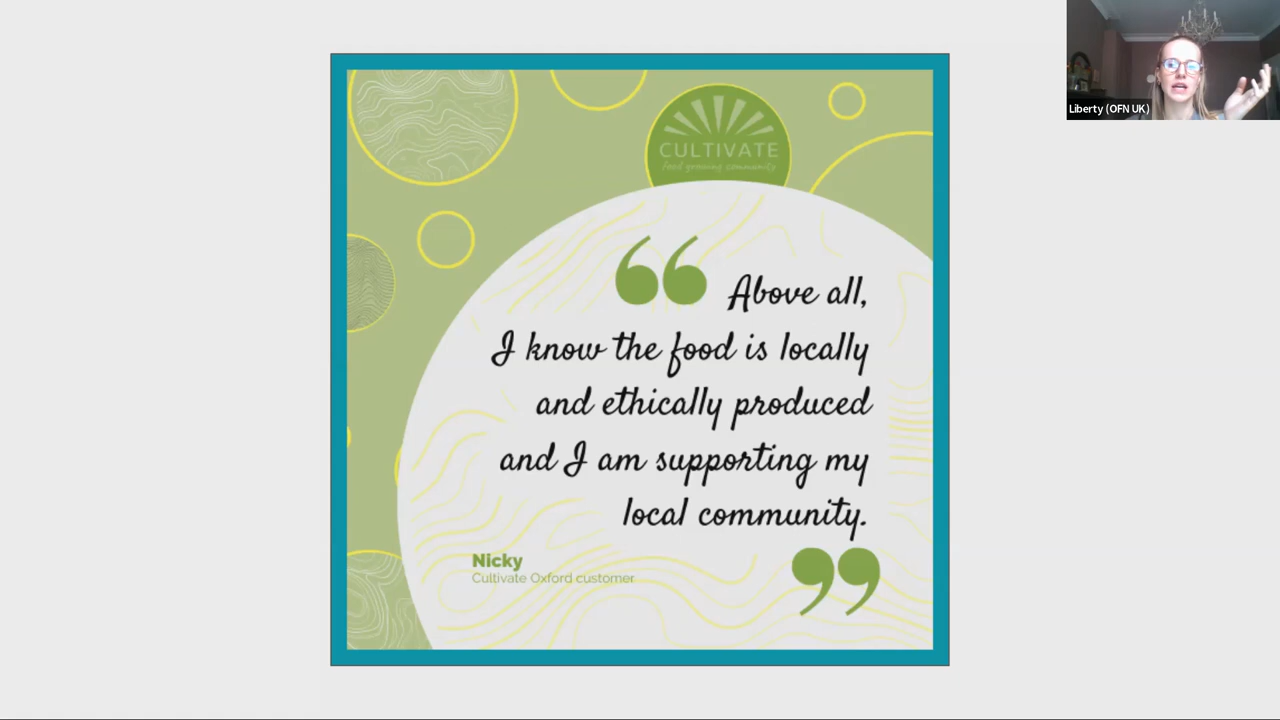 Liberty (OFN UK)
CULTIVATE
food growing community
Above all,
I know the food is locally
and ethically produced
and I am supporting my
local community.
Nicky
Cultivate Oxford customer